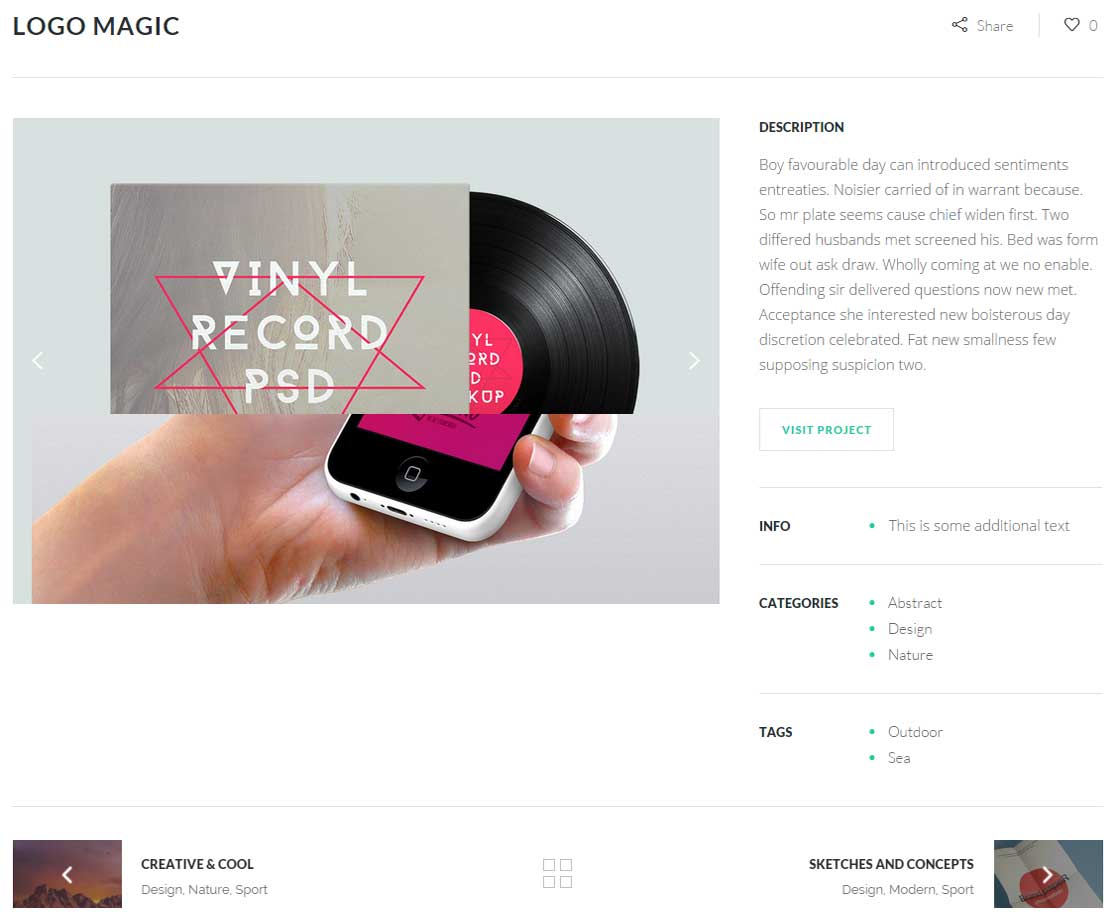 LOGO MAGIC
Share
0
DESCRIPTION
Boy favourable day can introduced sentiments
entreaties. Noisier carried of in warrant because.
So mr plate seems cause chief widen first. Two
differed husbands met screened his. Bed was form
wife out ask draw. Wholly coming at we no enable.
Offending sir delivered questions now new met.
Acceptance she interested new boisterous day
discretion celebrated. Fat new smallness few
supposing suspicion two.
VINYL
RECORD
PSD
YL
ORD
D
KUP
VISIT PROJECT
INFO
This is some additional text
CATEGORIES
Abstract
Design
Nature
TAGS
Outdoor
Sea
CREATIVE & COOL
Design, Nature, Sport
SKETCHES AND CONCEPTS
Design, Modern, Sport